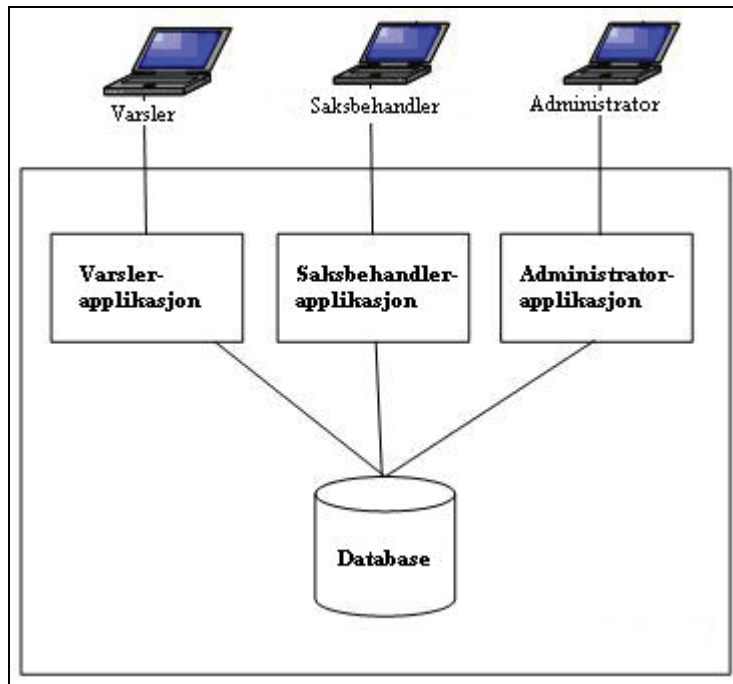 Varsler
Saksbehandler
Administrator
Varsler-
applikasjon
Saksbehandler-
applikasjon
Administrator-
applikasjon
Database